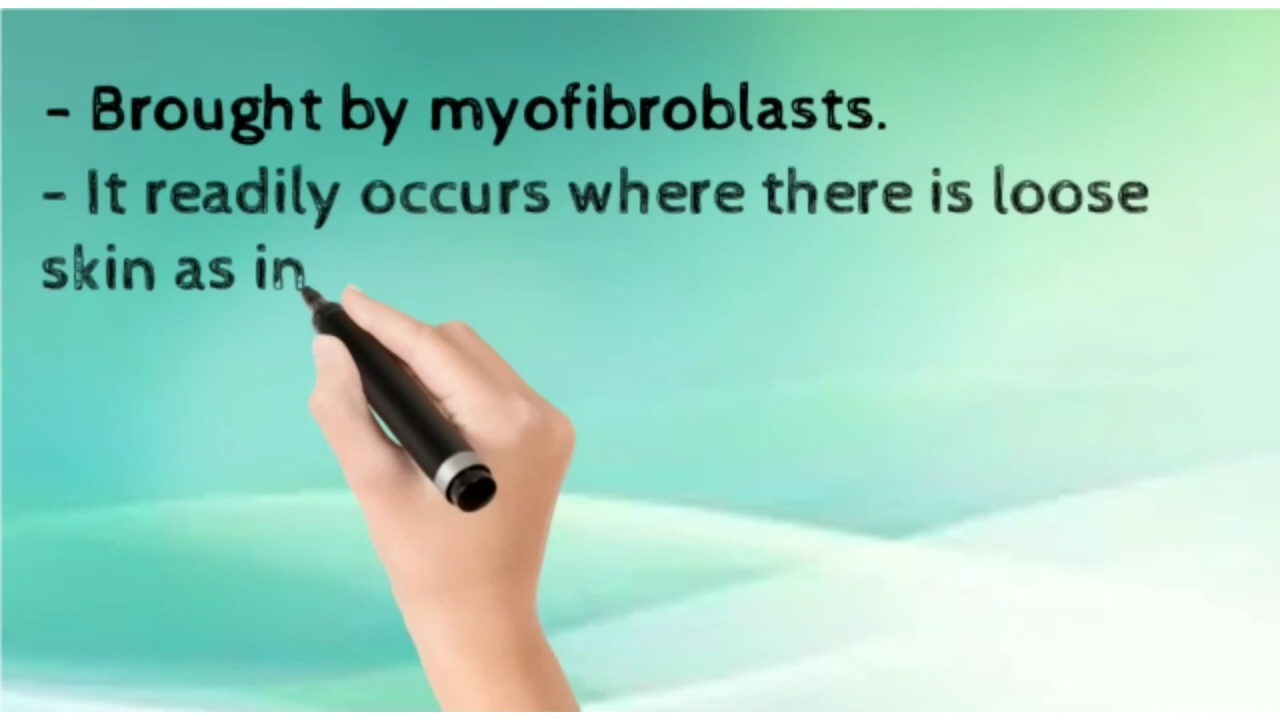 - Brought by myofibroblasts.
- It readily occurs where there is loose
skin as in